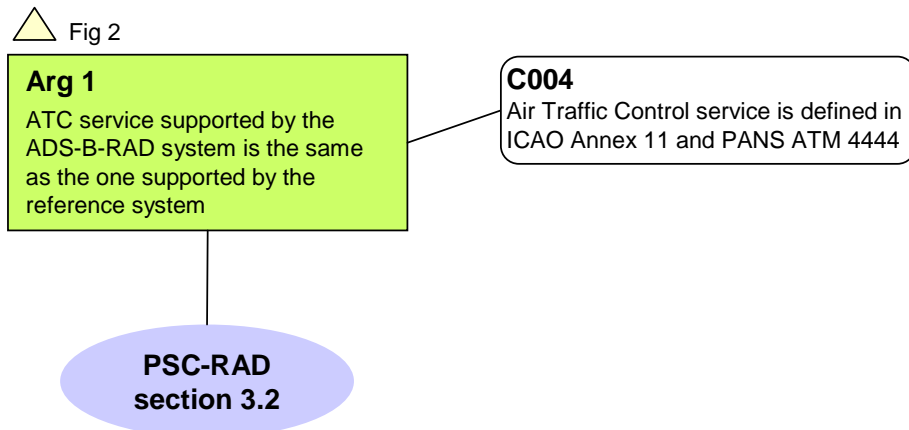 Fig 2
Arg 1
ATC service supported by the
ADS-B-RAD system is the same
as the one supported by the
reference system
C004
Air Traffic Control service is defined in
ICAO Annex 11 and PANS ATM 4444
PSC-RAD
section 3.2